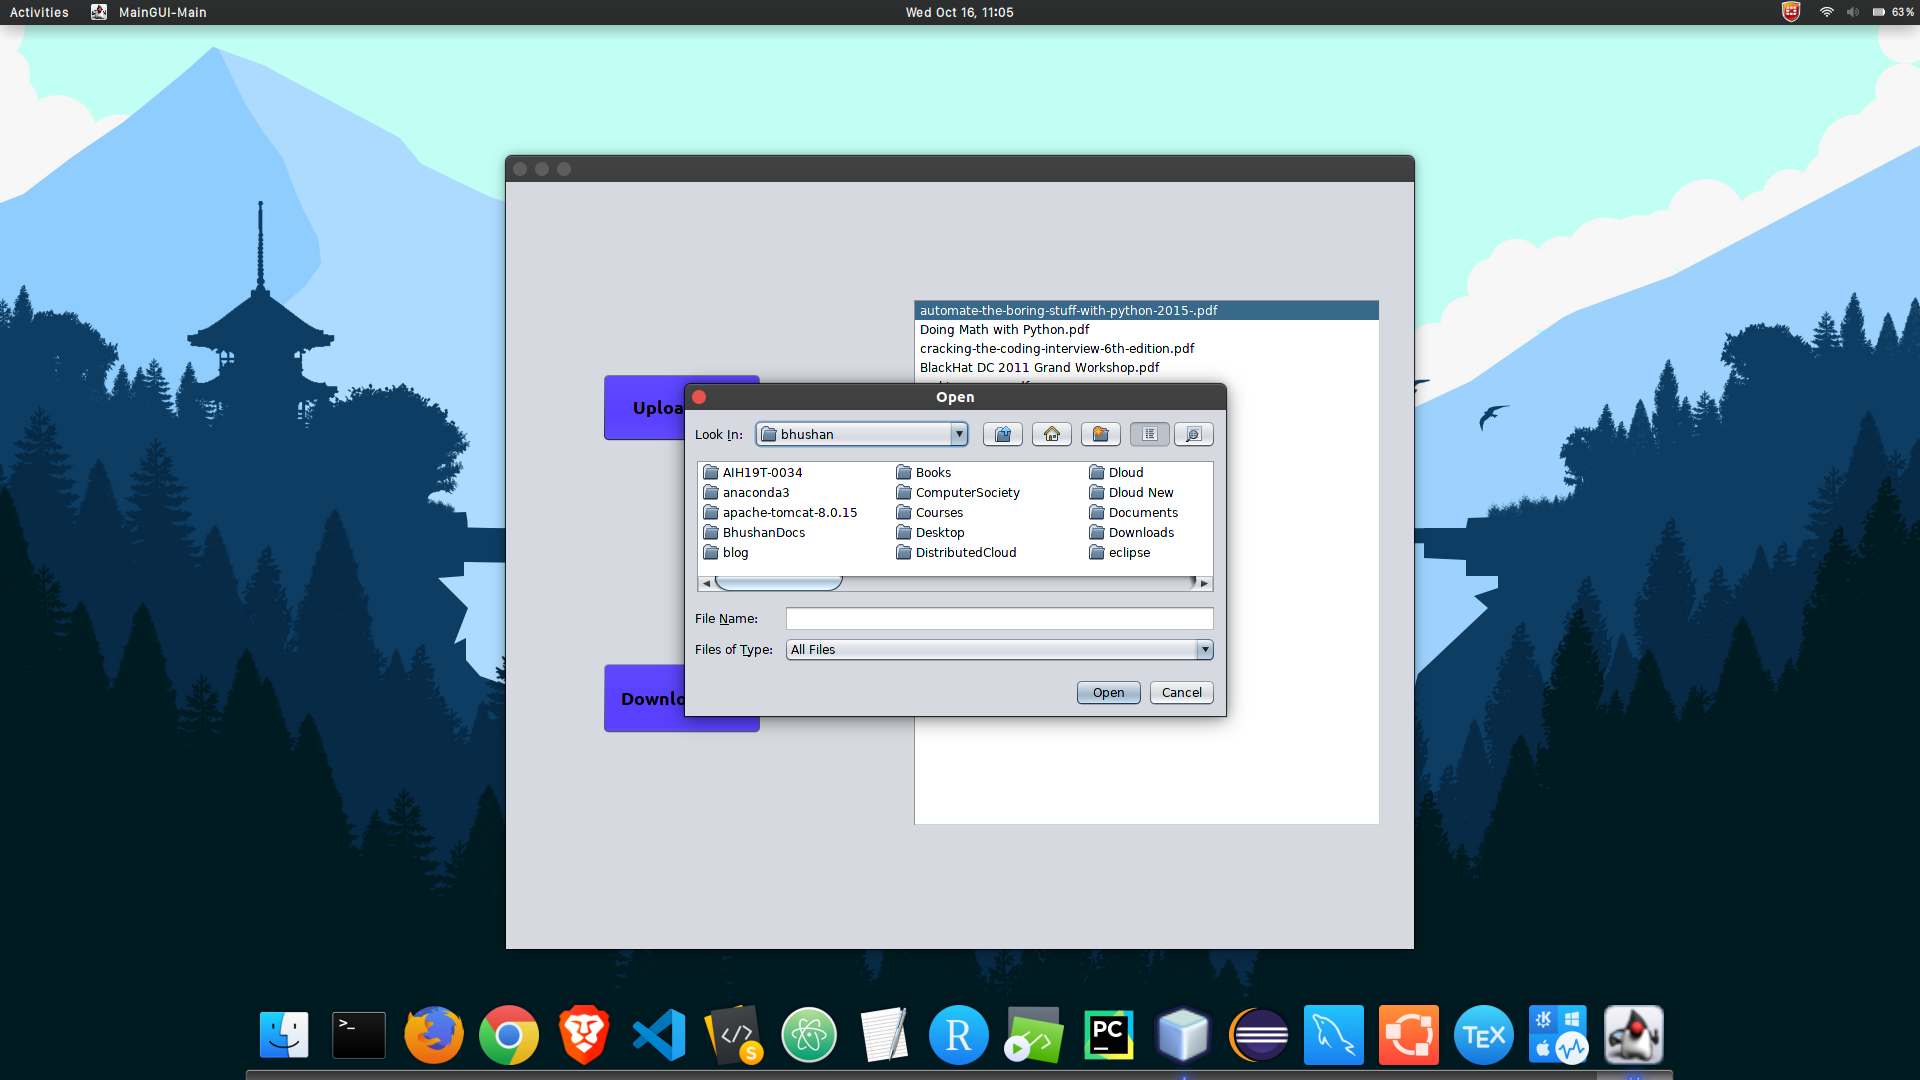 Activities MainGUI-Main Wed Oct 16, 11:05 63%
automate-the-boring-stuff-with-python-2015-.pdf
Doing Math with Python.pdf
cracking-the-coding-interview-6th-edition.pdf
BlackHat DC 2011 Grand Workshop.pdf
Uploa
Downlo
Open
Look In: bhushan
AIH19T-0034 Books Dloud
anaconda3 ComputerSociety Dloud New
apache-tomcat-8.0.15 Courses Documents
BhushanDocs Desktop Downloads
blog DistributedCloud eclipse
File Name:
Files of Type: All Files
Open Cancel
>_ </> S R </> PC TEX